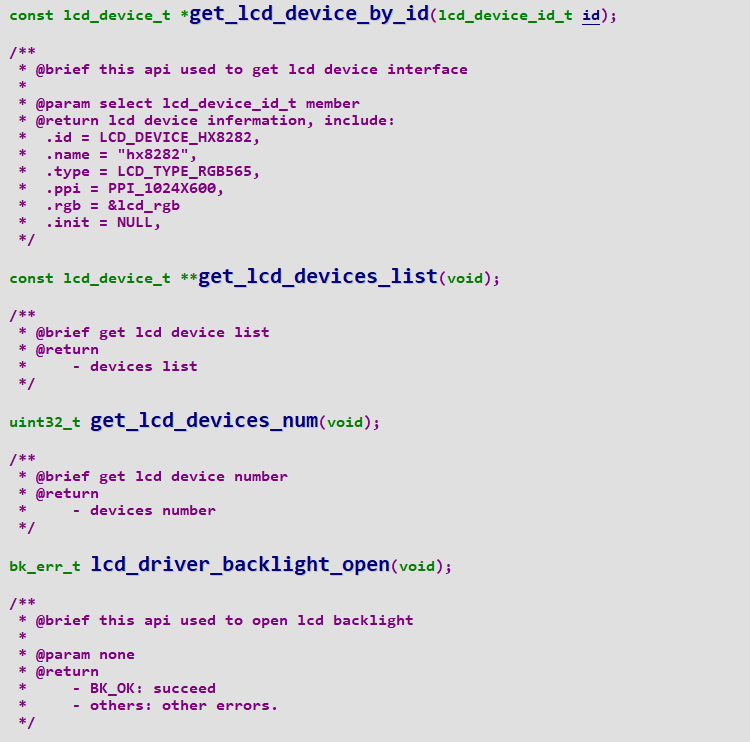 const lcd_device_t *get_lcd_device_by_id(lcd_device_id_t id);
/**
 * @brief this api used to get lcd device interface
 *
 * @param select lcd_device_id_t member
 * @return lcd device infermation, include:
 *  .id = LCD_DEVICE_HX8282,
 *  .name = "hx8282",
 *  .type = LCD_TYPE_RGB565,
 *  .ppi = PPI_1024X600,
 *  .rgb = &lcd_rgb
 *  .init = NULL,
 */
const lcd_device_t **get_lcd_devices_list(void);
/**
 * @brief get lcd device list
 * @return
 *     - devices list
 */
uint32_t get_lcd_devices_num(void);
/**
 * @brief get lcd device number
 * @return
 *     - devices number
 */
bk_err_t lcd_driver_backlight_open(void);
/**
 * @brief this api used to open lcd backlight
 *
 * @param none
 * @return
 *     - BK_OK: succeed
 *     - others: other errors.
 */